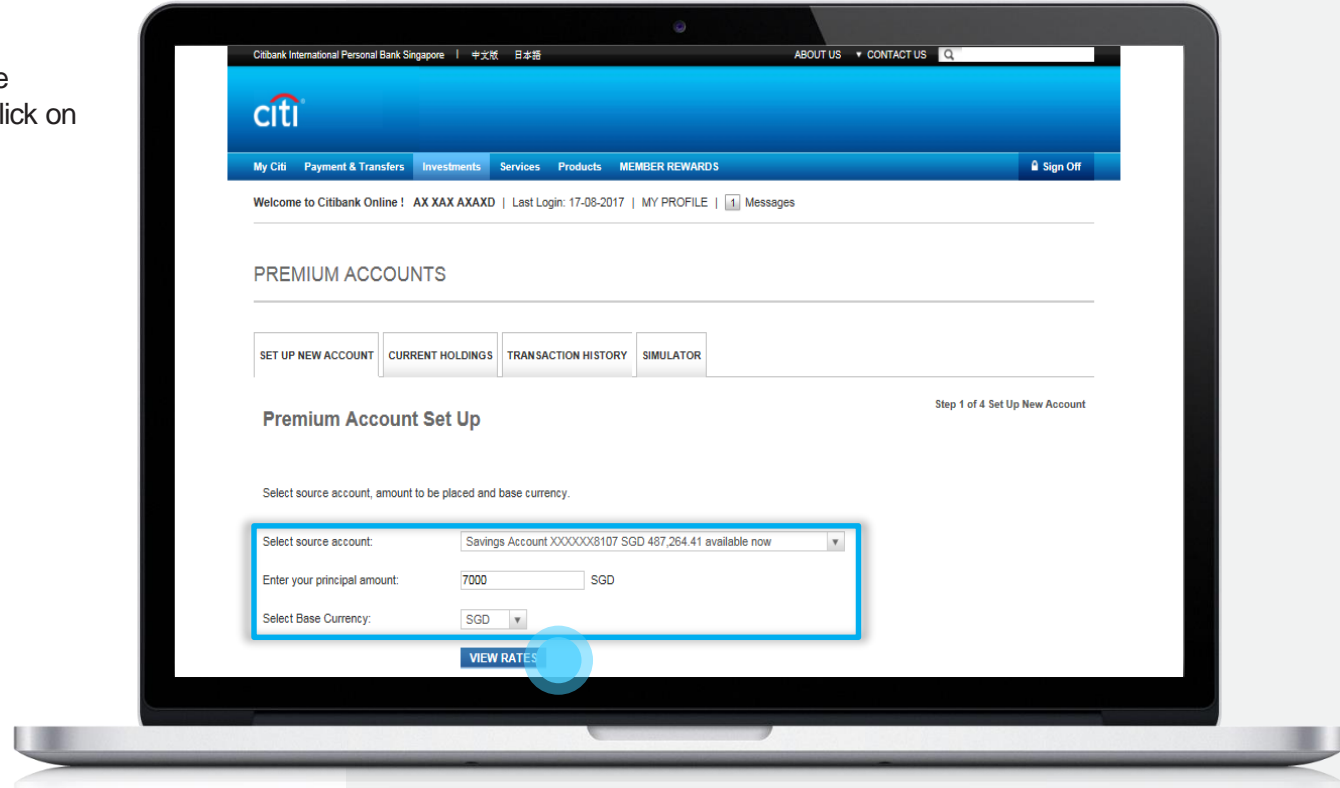 lick on
Citibank International Personal Bank Singapore | 中文版 日本語 ABOUT US ▼ CONTACT US
citi
My Citi Payment & Transfers Investments Services Products MEMBER REWARDS Sign Off
Welcome to Citibank Online ! AX XAX AXAXD | Last Login: 17-08-2017 | MY PROFILE | 1 Messages
PREMIUM ACCOUNTS
SET UP NEW ACCOUNT CURRENT HOLDINGS TRANSACTION HISTORY SIMULATOR
Step 1 of 4 Set Up New Account
Premium Account Set Up
Select source account, amount to be placed and base currency.
Select source account: Savings Account XXXXXX8107 SGD 487,264.41 available now
Enter your principal amount: 7000 SGD
Select Base Currency: SGD
VIEW RATES